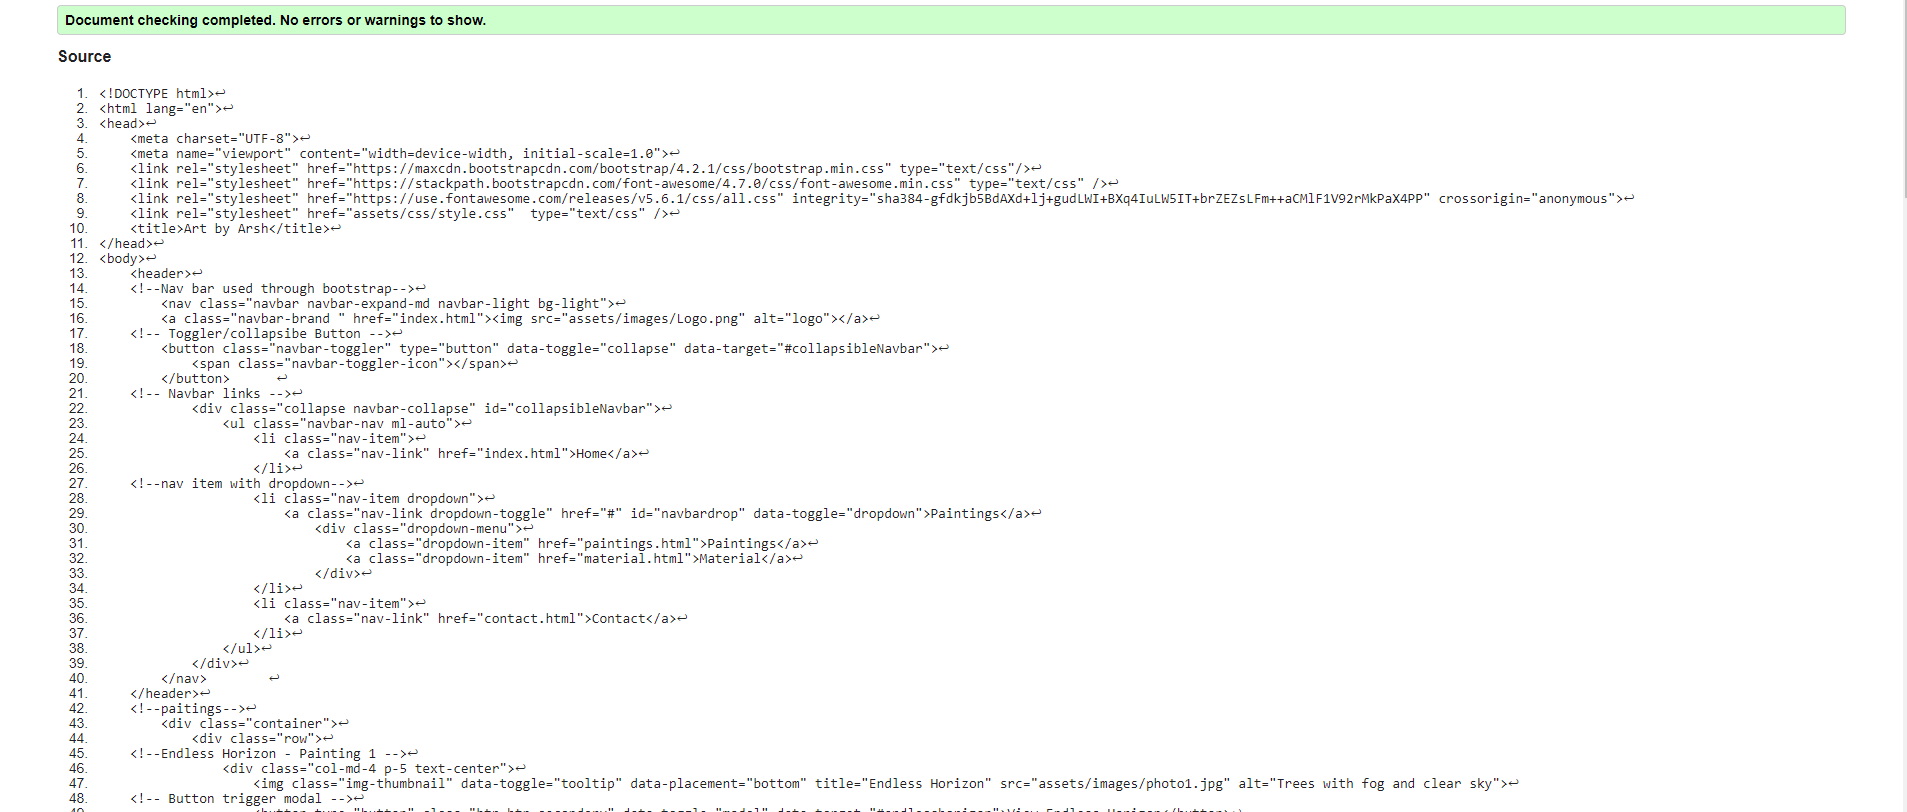 Document checking completed. No errors or warnings to show.
Source
1. <!DOCTYPE html>↩
2. <html lang="en">↩
3. <head>↩
4. <meta charset="UTF-8">↩
5. <meta name="viewport" content="width=device-width, initial-scale=1.0">↩
6. <link rel="stylesheet" href="https://maxcdn.bootstrapcdn.com/bootstrap/4.2.1/css/bootstrap.min.css" type="text/css"/>↩
7. <link rel="stylesheet" href="https://stackpath.bootstrapcdn.com/font-awesome/4.7.0/css/font-awesome.min.css" type="text/css" />↩
8. <link rel="stylesheet" href="https://use.fontawesome.com/releases/v5.6.1/css/all.css" integrity="sha384-gfdkjb5BdAXd+lj+gudLWI+BXq4IuLW5IT+brZEZsLFm++aCMlF1V92rMkPaX4PP" crossorigin="anonymous">↩
9. <link rel="stylesheet" href="assets/css/style.css"  type="text/css" />↩
10. <title>Art by Arsh</title>↩
11. </head>↩
12. <body>↩
13. <header>↩
14. <!--Nav bar used through bootstrap-->↩
15. <nav class="navbar navbar-expand-md navbar-light bg-light">↩
16. <a class="navbar-brand " href="index.html"><img src="assets/images/Logo.png" alt="logo"></a>↩
17. <!-- Toggler/collapsibe Button -->↩
18. <button class="navbar-toggler" type="button" data-toggle="collapse" data-target="#collapsibleNavbar">↩
19. <span class="navbar-toggler-icon"></span>↩
20. </button> ↩
21. <!-- Navbar links -->↩
22. <div class="collapse navbar-collapse" id="collapsibleNavbar">↩
23. <ul class="navbar-nav ml-auto">↩
24. <li class="nav-item">↩
25. <a class="nav-link" href="index.html">Home</a>↩
26. </li>↩
27. <!--nav item with dropdown-->↩
28. <li class="nav-item dropdown">↩
29. <a class="nav-link dropdown-toggle" href="#" id="navbardrop" data-toggle="dropdown">Paintings</a>↩
30. <div class="dropdown-menu">↩
31. <a class="dropdown-item" href="paintings.html">Paintings</a>↩
32. <a class="dropdown-item" href="material.html">Material</a>↩
33. </div>↩
34. </li>↩
35. <li class="nav-item">↩
36. <a class="nav-link" href="contact.html">Contact</a>↩
37. </li>↩
38. </ul>↩
39. </div>↩
40. </nav> ↩
41. </header>↩
42. <!--paitings-->↩
43. <div class="container">↩
44. <div class="row">↩
45. <!--Endless Horizon - Painting 1 -->↩
46. <div class="col-md-4 p-5 text-center">↩
47. <img class="img-thumbnail" data-toggle="tooltip" data-placement="bottom" title="Endless Horizon" src="assets/images/photo1.jpg" alt="Trees with fog and clear sky">↩
48. <!-- Button trigger modal -->↩